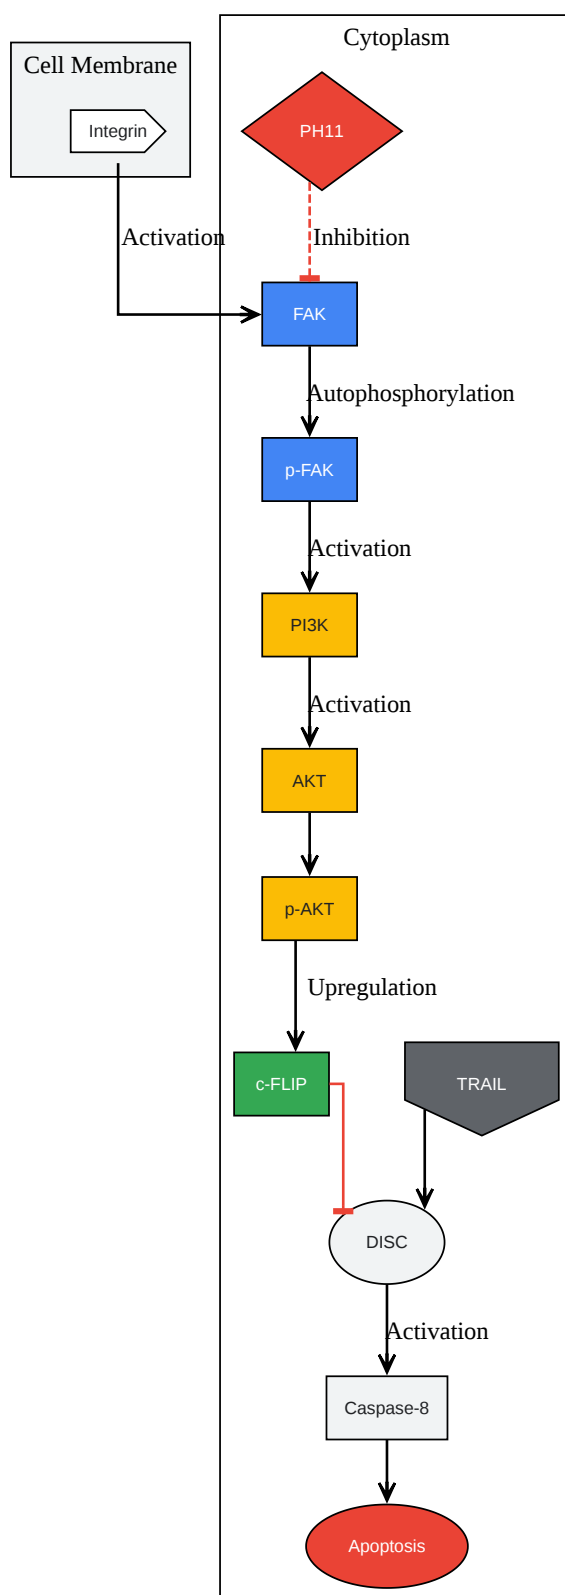 Cytoplasm
Cell Membrane
Integrin
PH11
Activation
Inhibition
FAK
Autophosphorylation
p-FAK
Activation
PI3K
Activation
AKT
p-AKT
Upregulation
c-FLIP
TRAIL
DISC
Activation
Caspase-8
Apoptosis